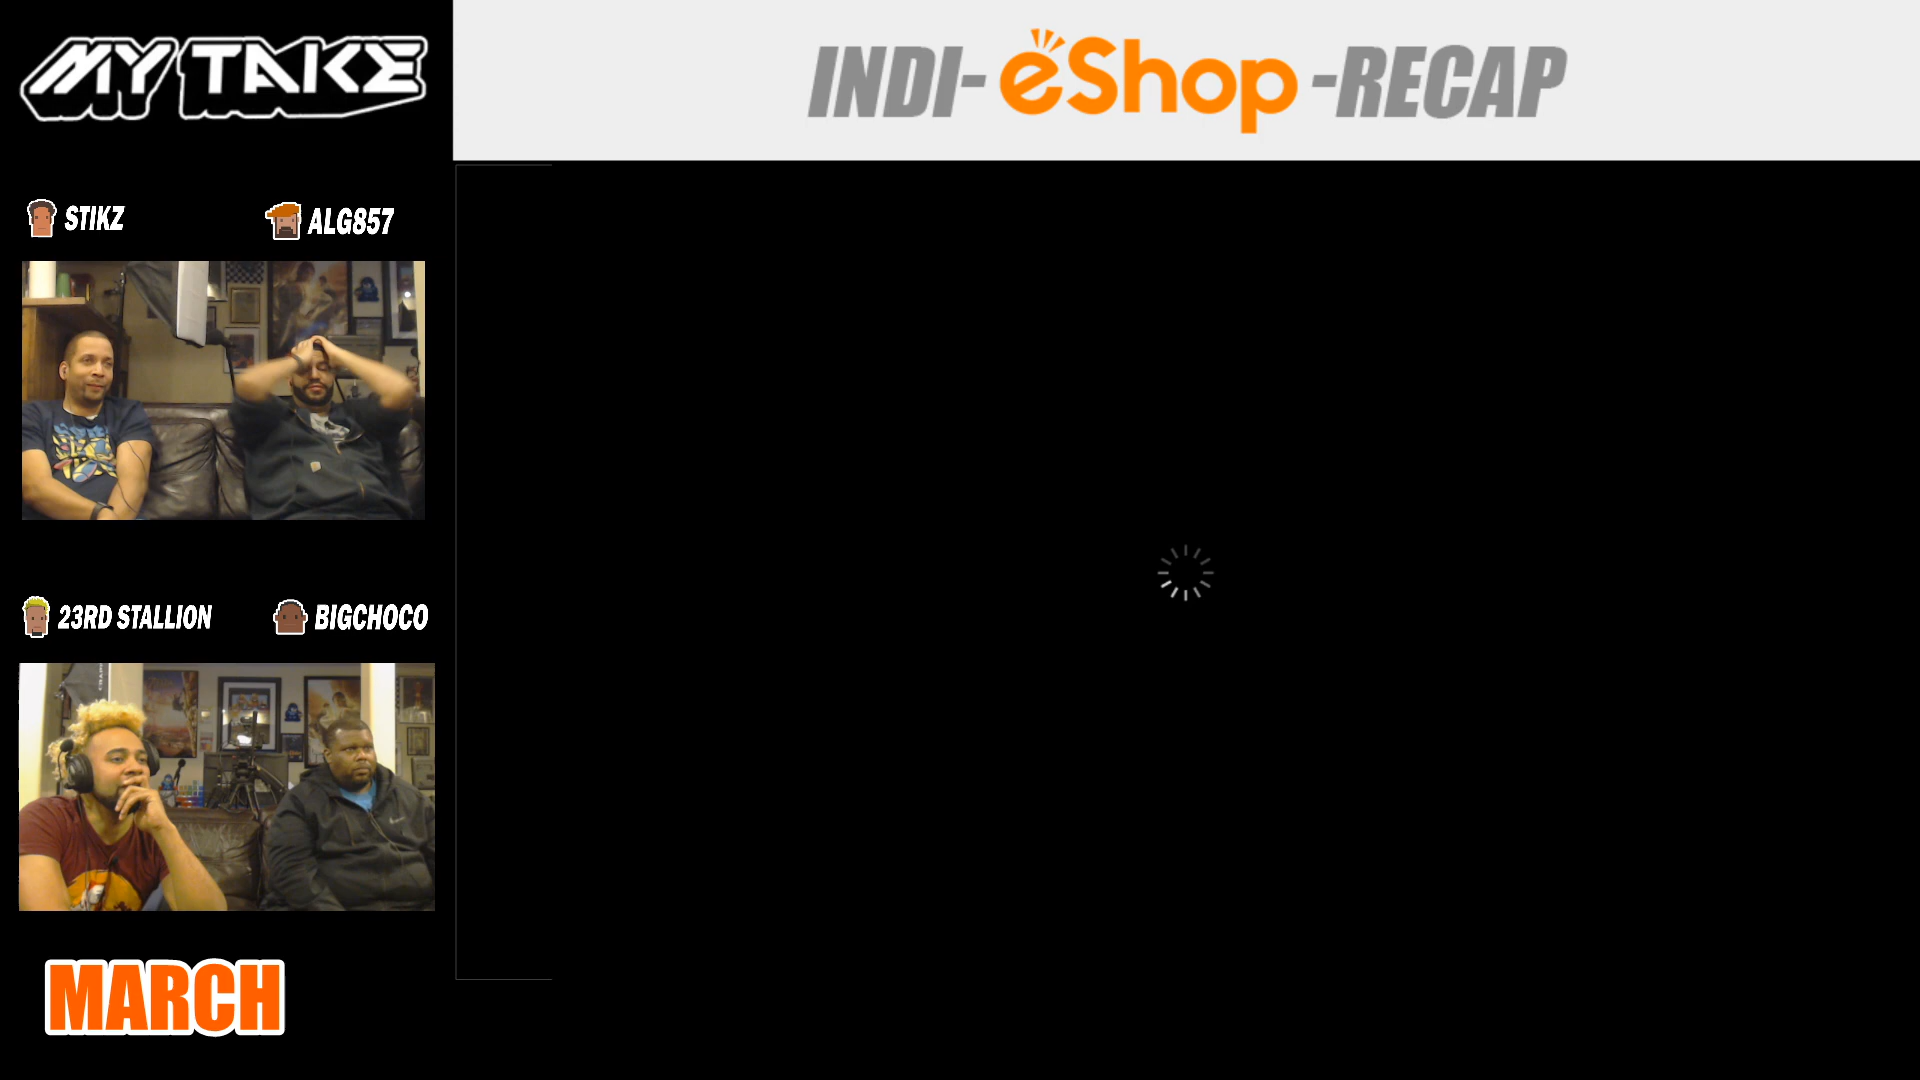 MY TAKE
INDI-eShop-RECAP
STIKZ
ALG857
23RD STALLION
BIGCHOCO
MARCH